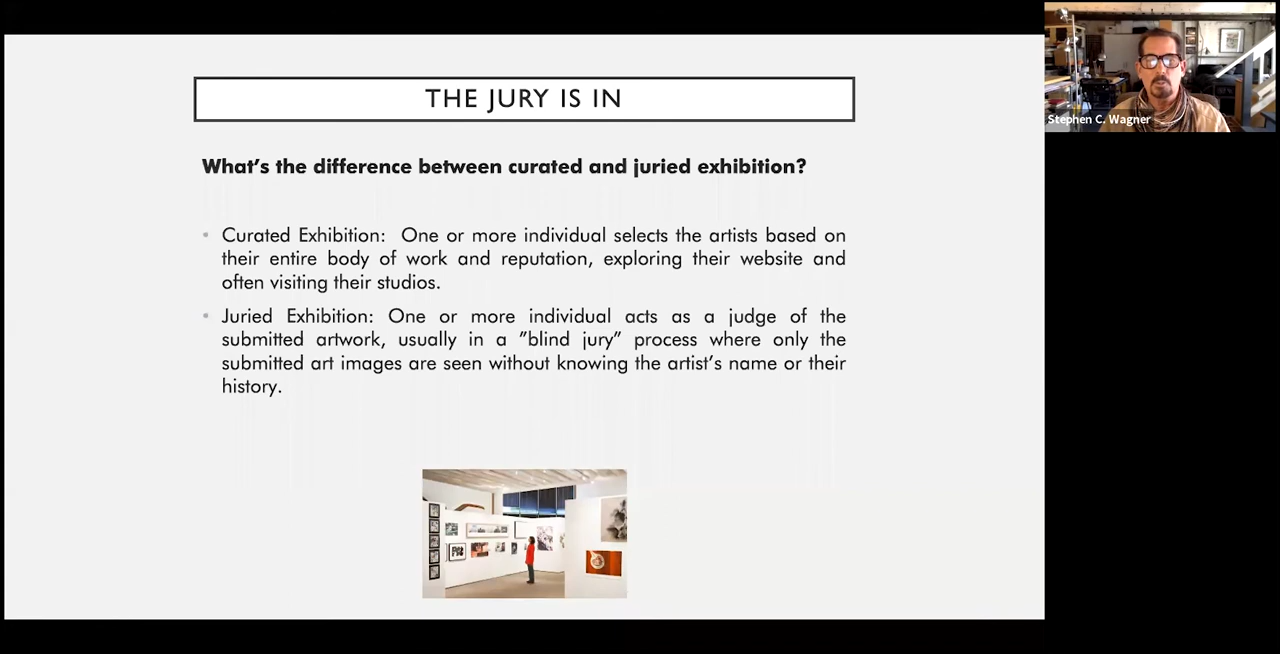 THE JURY IS IN
Stephen C. Wagner
What's the difference between curated and juried exhibition?
• Curated Exhibition: One or more individual selects the artists based on
their entire body of work and reputation, exploring their website and
often visiting their studios.
• Juried Exhibition: One or more individual acts as a judge of the
submitted artwork, usually in a ”blind jury” process where only the
submitted art images are seen without knowing the artist's name or their
history.